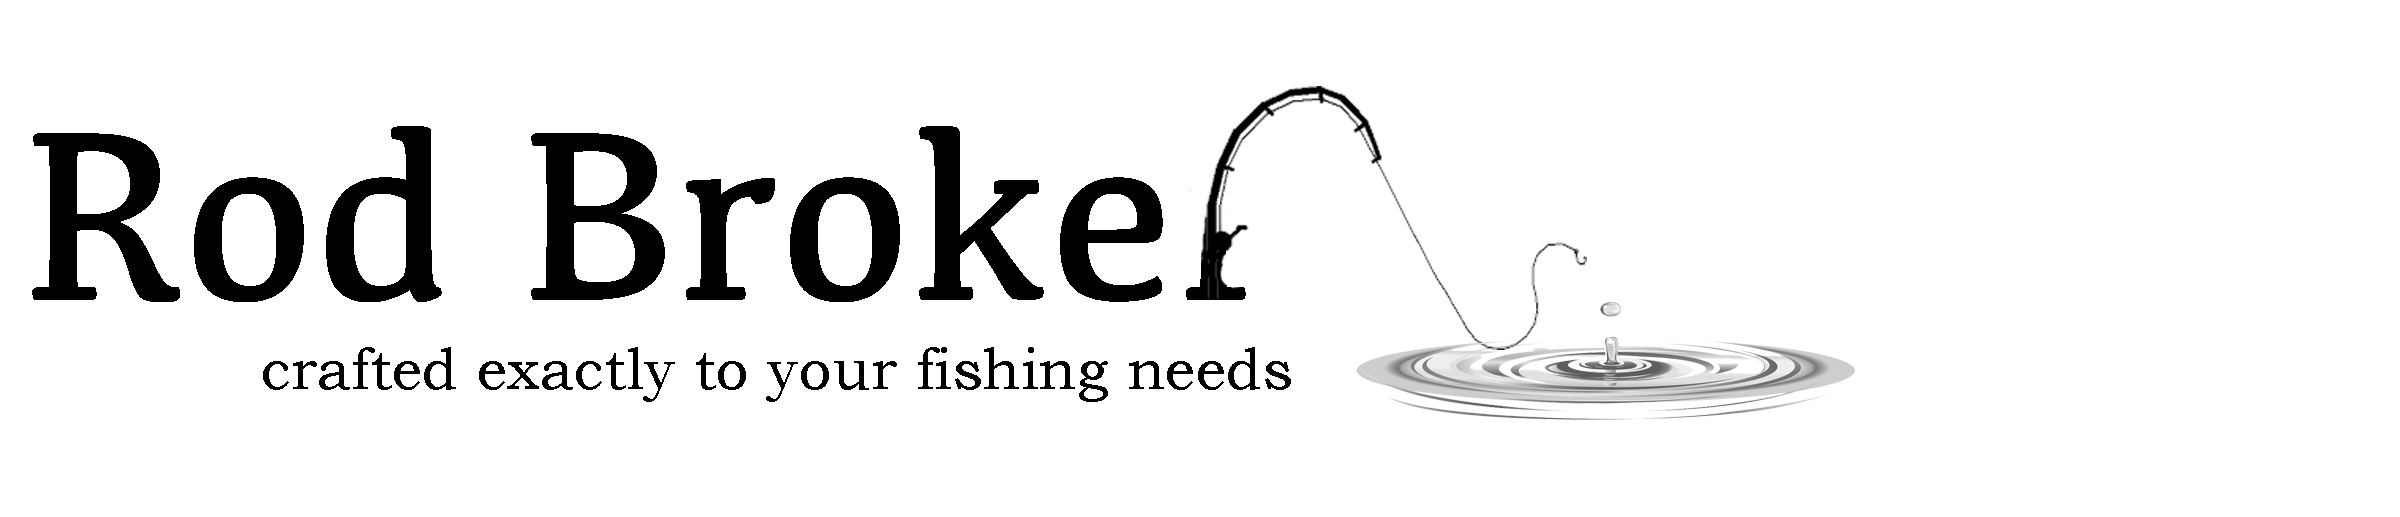 Rod Broker
crafted exactly to your fishing needs